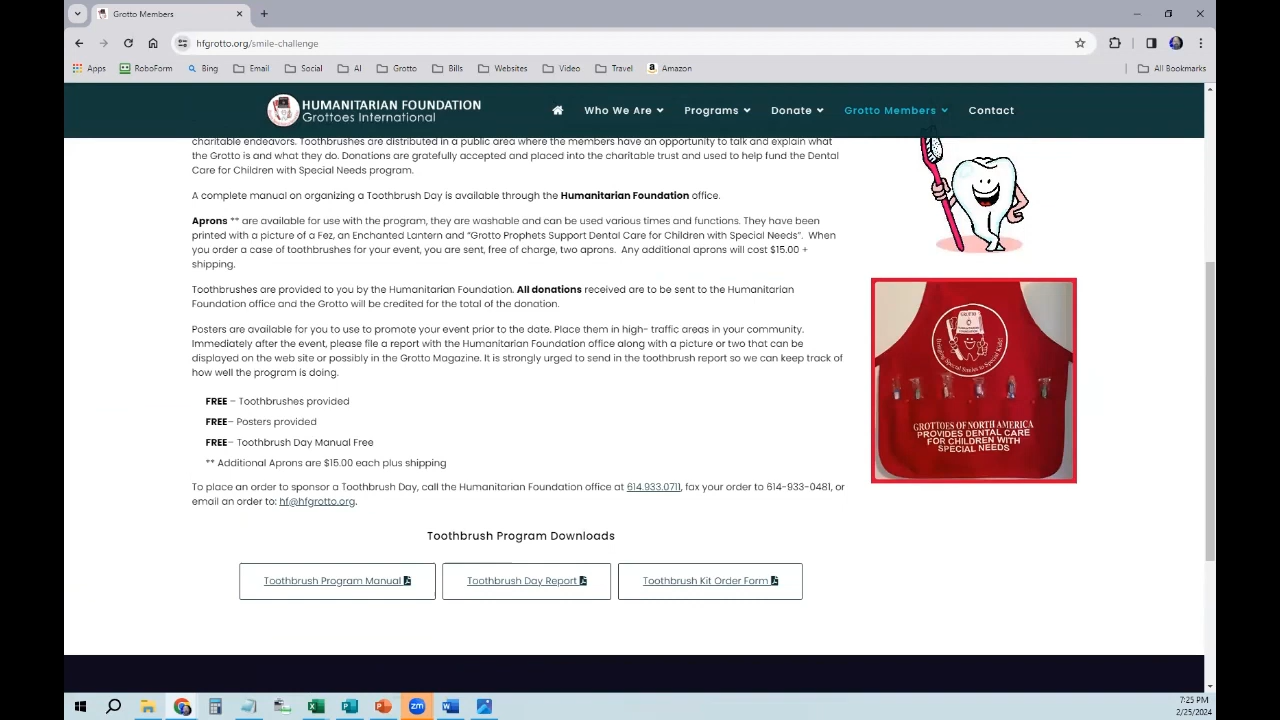 Grotto Members
hfgrotto.org/smile-challenge
Apps RoboForm Bing Email Social AI Grotto Bills Websites Video Travel Amazon All Bookmarks
HUMANITARIAN FOUNDATION
Grottoes International
Who We Are Programs Donate Grotto Members Contact
charitable endeavors. Toothbrushes are distributed in a public area where the members have an opportunity to talk and explain what
the Grotto is and what they do. Donations are gratefully accepted and placed into the charitable trust and used to help fund the Dental
Care for Children with Special Needs program.
A complete manual on organizing a Toothbrush Day is available through the Humanitarian Foundation office.
Aprons ** are available for use with the program, they are washable and can be used various times and functions. They have been
printed with a picture of a Fez, an Enchanted Lantern and “Grotto Prophets Support Dental Care for Children with Special Needs”. When
you order a case of toothbrushes for your event, you are sent, free of charge, two aprons. Any additional aprons will cost $15.00 +
shipping.
Toothbrushes are provided to you by the Humanitarian Foundation. All donations received are to be sent to the Humanitarian
Foundation office and the Grotto will be credited for the total of the donation.
Posters are available for you to use to promote your event prior to the date. Place them in high- traffic areas in your community.
Immediately after the event, please file a report with the Humanitarian Foundation office along with a picture or two that can be
displayed on the web site or possibly in the Grotto Magazine. It is strongly urged to send in the toothbrush report so we can keep track of
how well the program is doing.
FREE – Toothbrushes provided
FREE– Posters provided
FREE– Toothbrush Day Manual Free
** Additional Aprons are $15.00 each plus shipping
To place an order to sponsor a Toothbrush Day, call the Humanitarian Foundation office at 614.933.0711, fax your order to 614-933-0481, or
email an order to: hf@hfgrotto.org.
Toothbrush Program Downloads
Toothbrush Program Manual Toothbrush Day Report Toothbrush Kit Order Form
GROTTO
Bringing Special Smiles to Special Kids!
GROTTOES OF NORTH AMERICA
PROVIDES DENTAL CARE
FOR CHILDREN WITH
SPECIAL NEEDS
zm
7:25 PM
2/25/2024